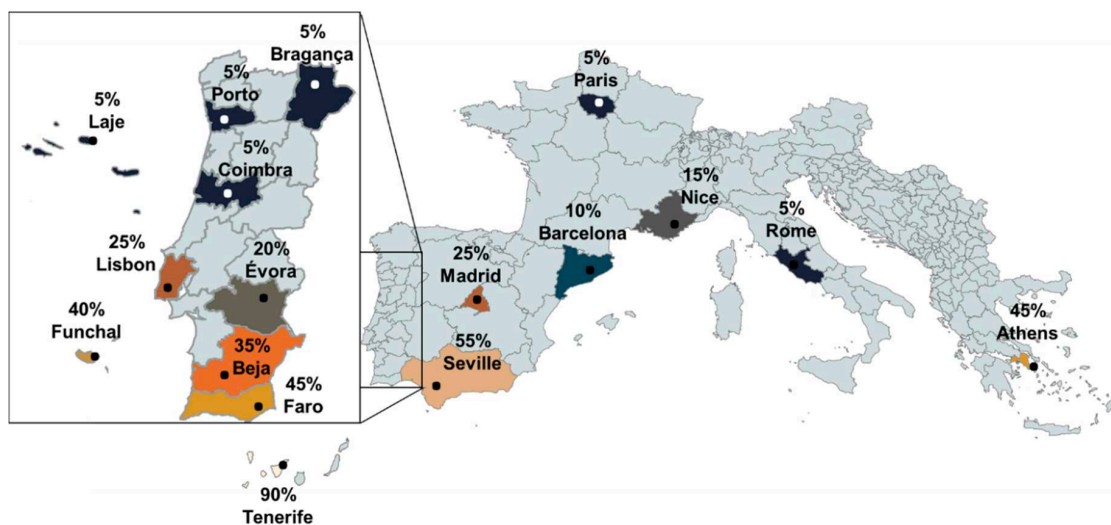 5%
Bragança
5%
Porto
5%
Laje
5%
Coimbra
25%
Lisbon
20%
Évora
40%
Funchal
35%
Beja
45%
Faro
5%
Paris
15%
Nice
10%
Barcelona
5%
Rome
25%
Madrid
55%
Seville
45%
Athens
90%
Tenerife